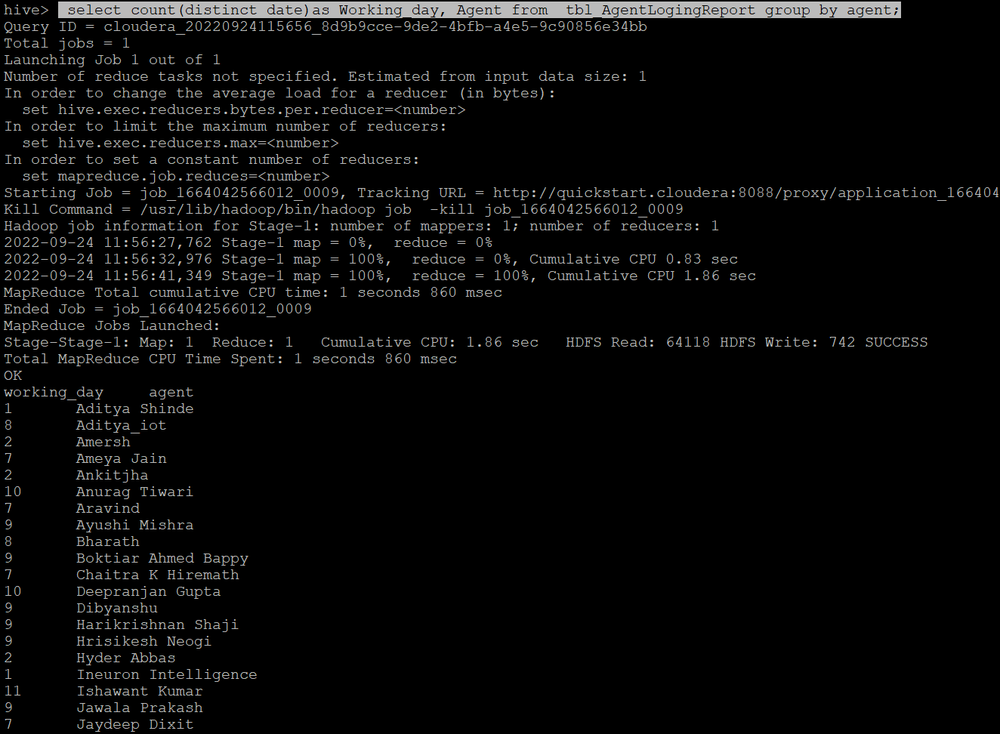 hive>  select count(distinct date)as Working_day, Agent from  tbl_AgentLogingReport group by agent;
Query ID = cloudera_20220924115656_8d9b9cce-9de2-4bfb-a4e5-9c90856e34bb
Total jobs = 1
Launching Job 1 out of 1
Number of reduce tasks not specified. Estimated from input data size: 1
In order to change the average load for a reducer (in bytes):
  set hive.exec.reducers.bytes.per.reducer=<number>
In order to limit the maximum number of reducers:
  set hive.exec.reducers.max=<number>
In order to set a constant number of reducers:
  set mapreduce.job.reduces=<number>
Starting Job = job_1664042566012_0009, Tracking URL = http://quickstart.cloudera:8088/proxy/application_166404
Kill Command = /usr/lib/hadoop/bin/hadoop job  -kill job_1664042566012_0009
Hadoop job information for Stage-1: number of mappers: 1; number of reducers: 1
2022-09-24 11:56:27,762 Stage-1 map = 0%,  reduce = 0%
2022-09-24 11:56:32,976 Stage-1 map = 100%,  reduce = 0%, Cumulative CPU 0.83 sec
2022-09-24 11:56:41,349 Stage-1 map = 100%,  reduce = 100%, Cumulative CPU 1.86 sec
MapReduce Total cumulative CPU time: 1 seconds 860 msec
Ended Job = job_1664042566012_0009
MapReduce Jobs Launched:
Stage-Stage-1: Map: 1  Reduce: 1   Cumulative CPU: 1.86 sec   HDFS Read: 64118 HDFS Write: 742 SUCCESS
Total MapReduce CPU Time Spent: 1 seconds 860 msec
OK
working_day     agent
1       Aditya Shinde
8       Aditya_iot
2       Amersh
7       Ameya Jain
2       Ankitjha
10      Anurag Tiwari
7       Aravind
9       Ayushi Mishra
8       Bharath
9       Boktiar Ahmed Bappy
7       Chaitra K Hiremath
10      Deepranjan Gupta
9       Dibyanshu
9       Harikrishnan Shaji
9       Hrisikesh Neogi
2       Hyder Abbas
1       Ineuron Intelligence
11      Ishawant Kumar
9       Jawala Prakash
7       Jaydeep Dixit